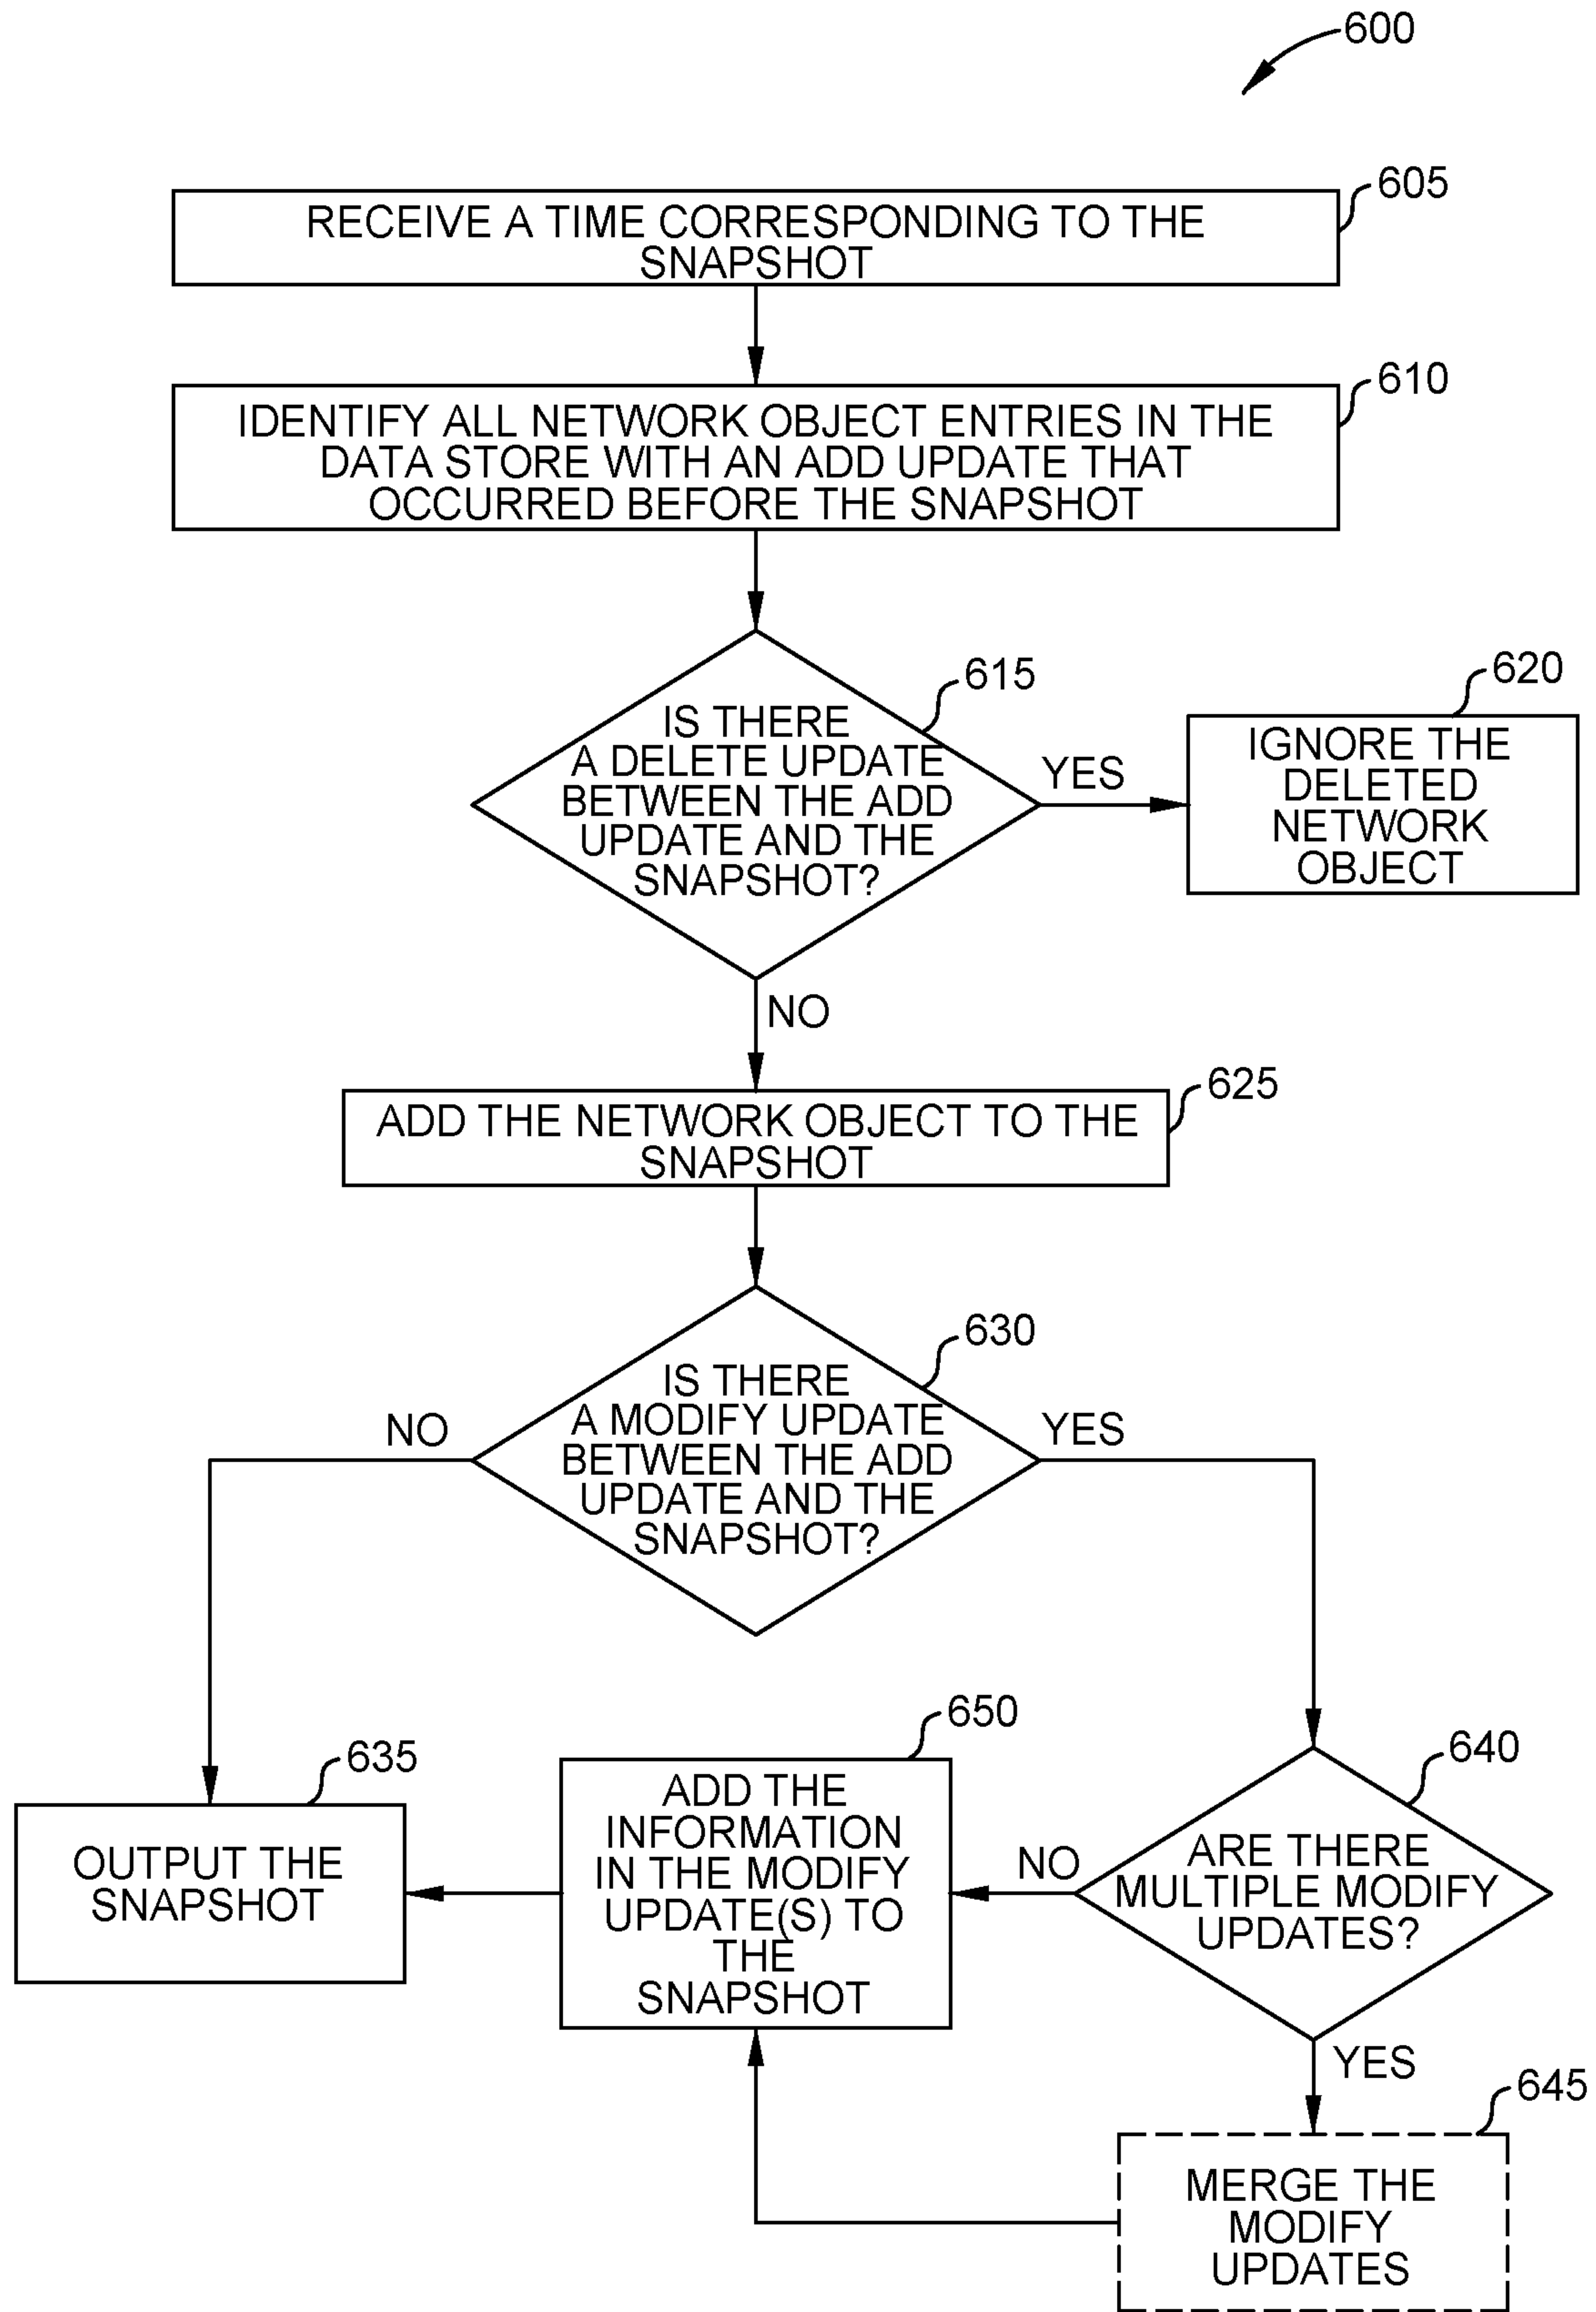 600
605
RECEIVE A TIME CORRESPONDING TO THE
SNAPSHOT
610
IDENTIFY ALL NETWORK OBJECT ENTRIES IN THE
DATA STORE WITH AN ADD UPDATE THAT
OCCURRED BEFORE THE SNAPSHOT
615
IS THERE
A DELETE UPDATE
BETWEEN THE ADD
UPDATE AND THE
SNAPSHOT?
YES
620
IGNORE THE
DELETED
NETWORK
OBJECT
NO
625
ADD THE NETWORK OBJECT TO THE
SNAPSHOT
630
IS THERE
A MODIFY UPDATE
BETWEEN THE ADD
UPDATE AND THE
SNAPSHOT?
NO
YES
635
OUTPUT THE
SNAPSHOT
650
ADD THE
INFORMATION
IN THE MODIFY
UPDATE(S) TO
THE
SNAPSHOT
NO
640
ARE THERE
MULTIPLE MODIFY
UPDATES?
YES
645
MERGE THE
MODIFY
UPDATES